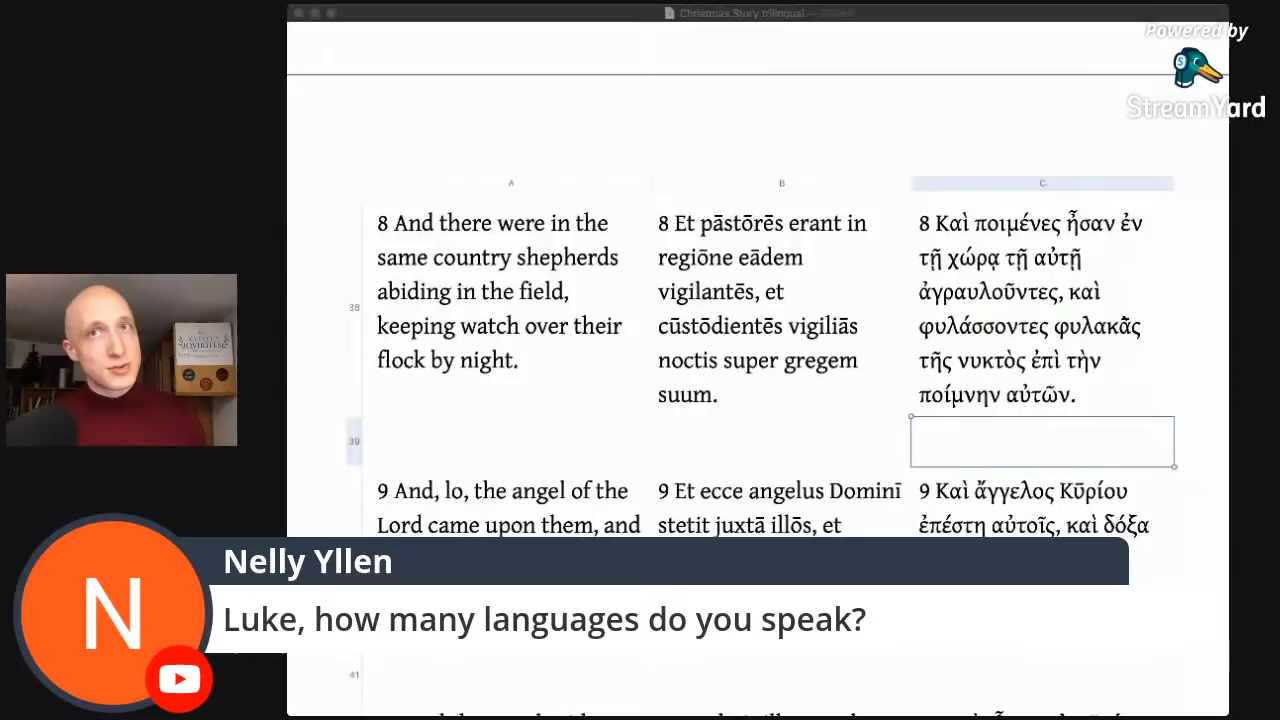 Christmas Story trilingual
Powered by
StreamYard
A
B
C
8 And there were in the
same country shepherds
abiding in the field,
keeping watch over their
flock by night.
8 Et pāstōrēs erant in
regiōne eādem
vigilantēs, et
cūstōdientēs vigiliās
noctis super gregem
suum.
8 Καὶ ποιμένες ἦσαν ἐν
τῇ χώρᾳ τῇ αὐτῇ
ἀγραυλοῦντες, καὶ
φυλάσσοντες φυλακᾱ̀ς
τῆς νυκτὸς ἐπὶ τὴν
ποίμνην αὐτῶν.
38
39
9 And, lo, the angel of the
Lord came upon them, and
9 Et ecce angelus Dominī
stetit juxtā illōs, et
9 Καὶ ἄγγελος Κῡρίου
ἐπέστη αὐτοῖς, καὶ δόξα
N
Nelly Yllen
Luke, how many languages do you speak?
41